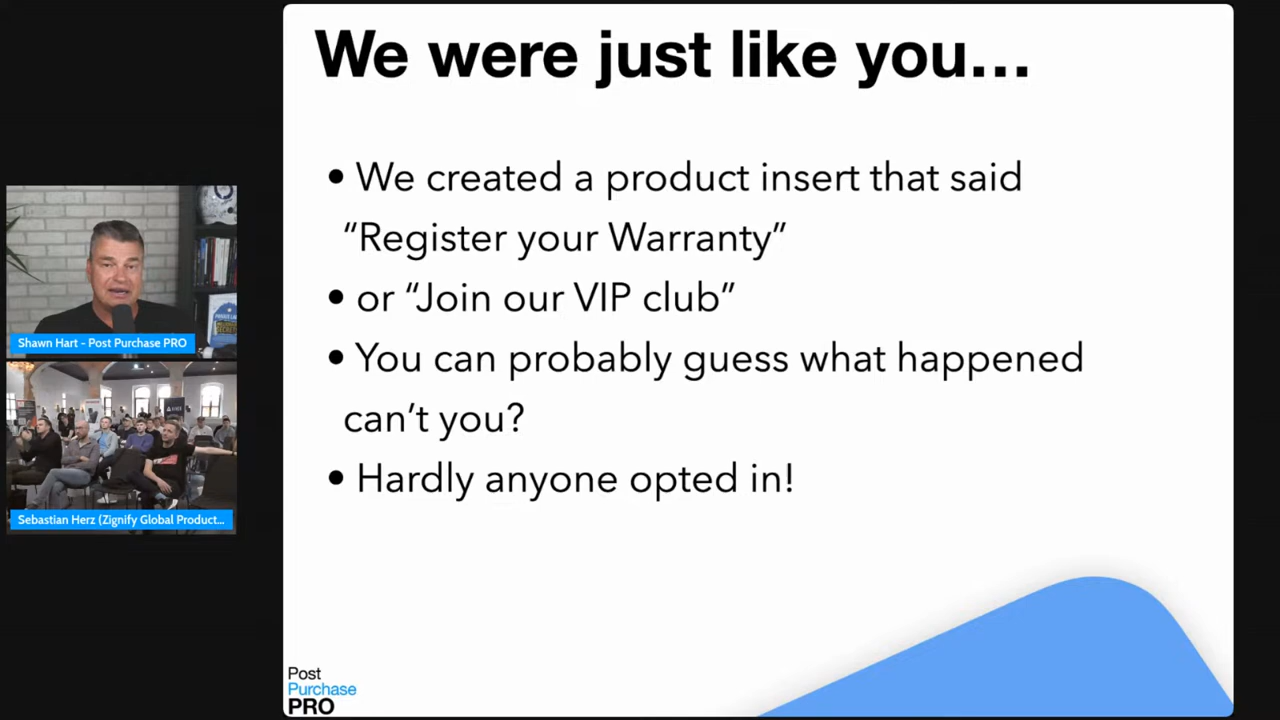 We were just like you...
• We created a product insert that said
“Register your Warranty”
• or “Join our VIP club”
• You can probably guess what happened
can’t you?
• Hardly anyone opted in!
Shawn Hart - Post Purchase PRO
Sebastian Herz (Zignify Global Product...
Post
Purchase
PRO